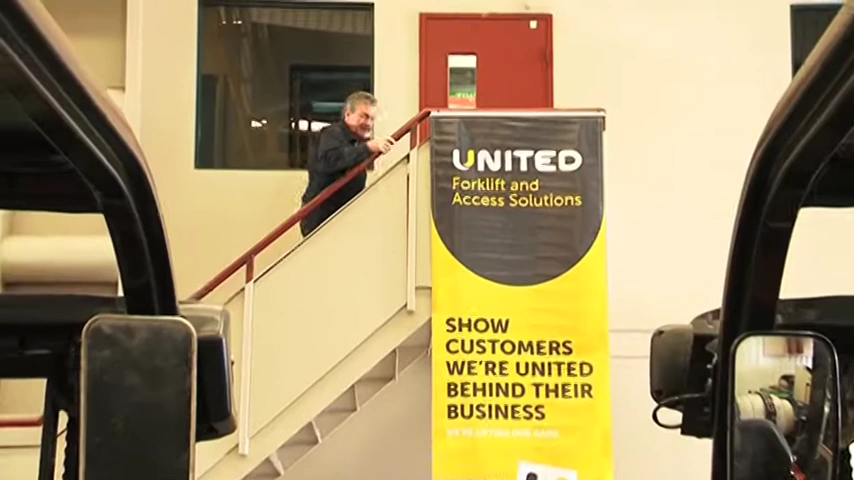 UNITED
Forklift and
Access Solutions
SHOW
CUSTOMERS
WE'RE UNITED
BEHIND THEIR
BUSINESS